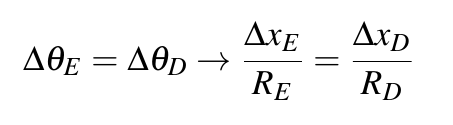 Δθ_E = Δθ_D → Δx_E / R_E = Δx_D / R_D